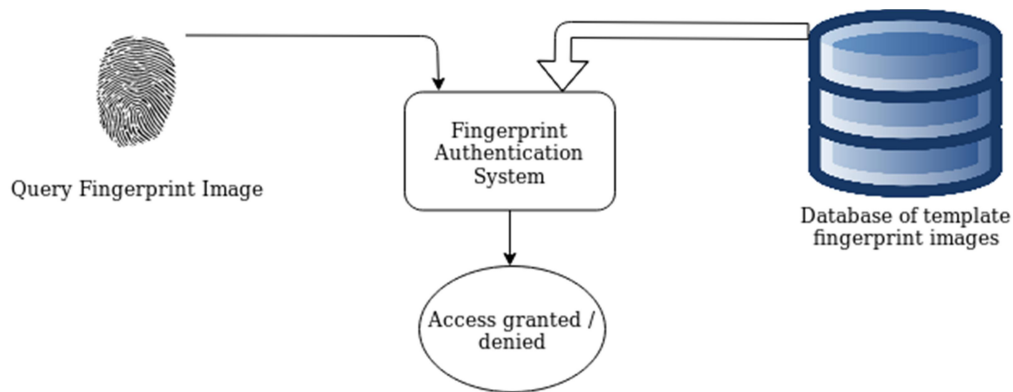 Query Fingerprint Image
Fingerprint
Authentication
System
Database of template
fingerprint images
Access granted /
denied